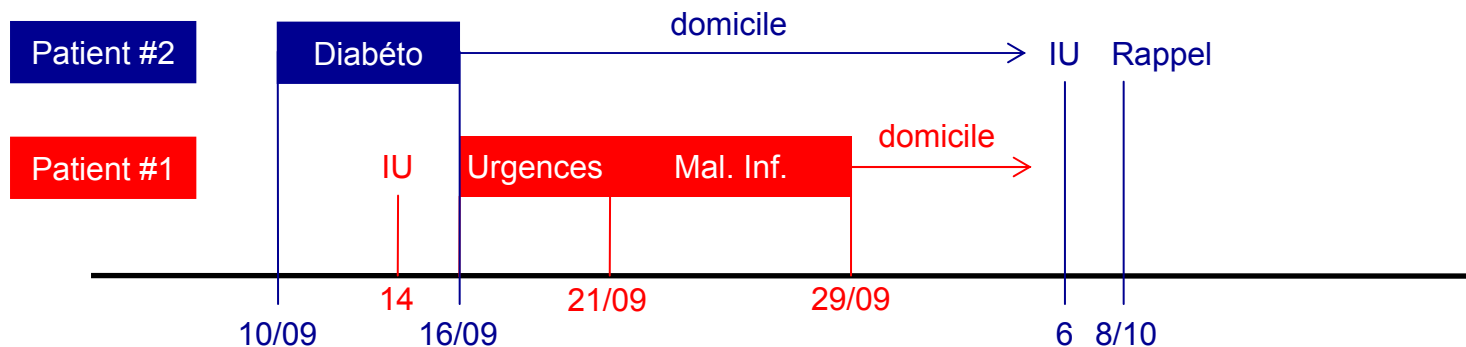 domicile
Patient #2 Diabéto IU Rappel
domicile
Patient #1 IU Urgences Mal. Inf.
14 21/09 29/09
10/09 16/09 6 8/10